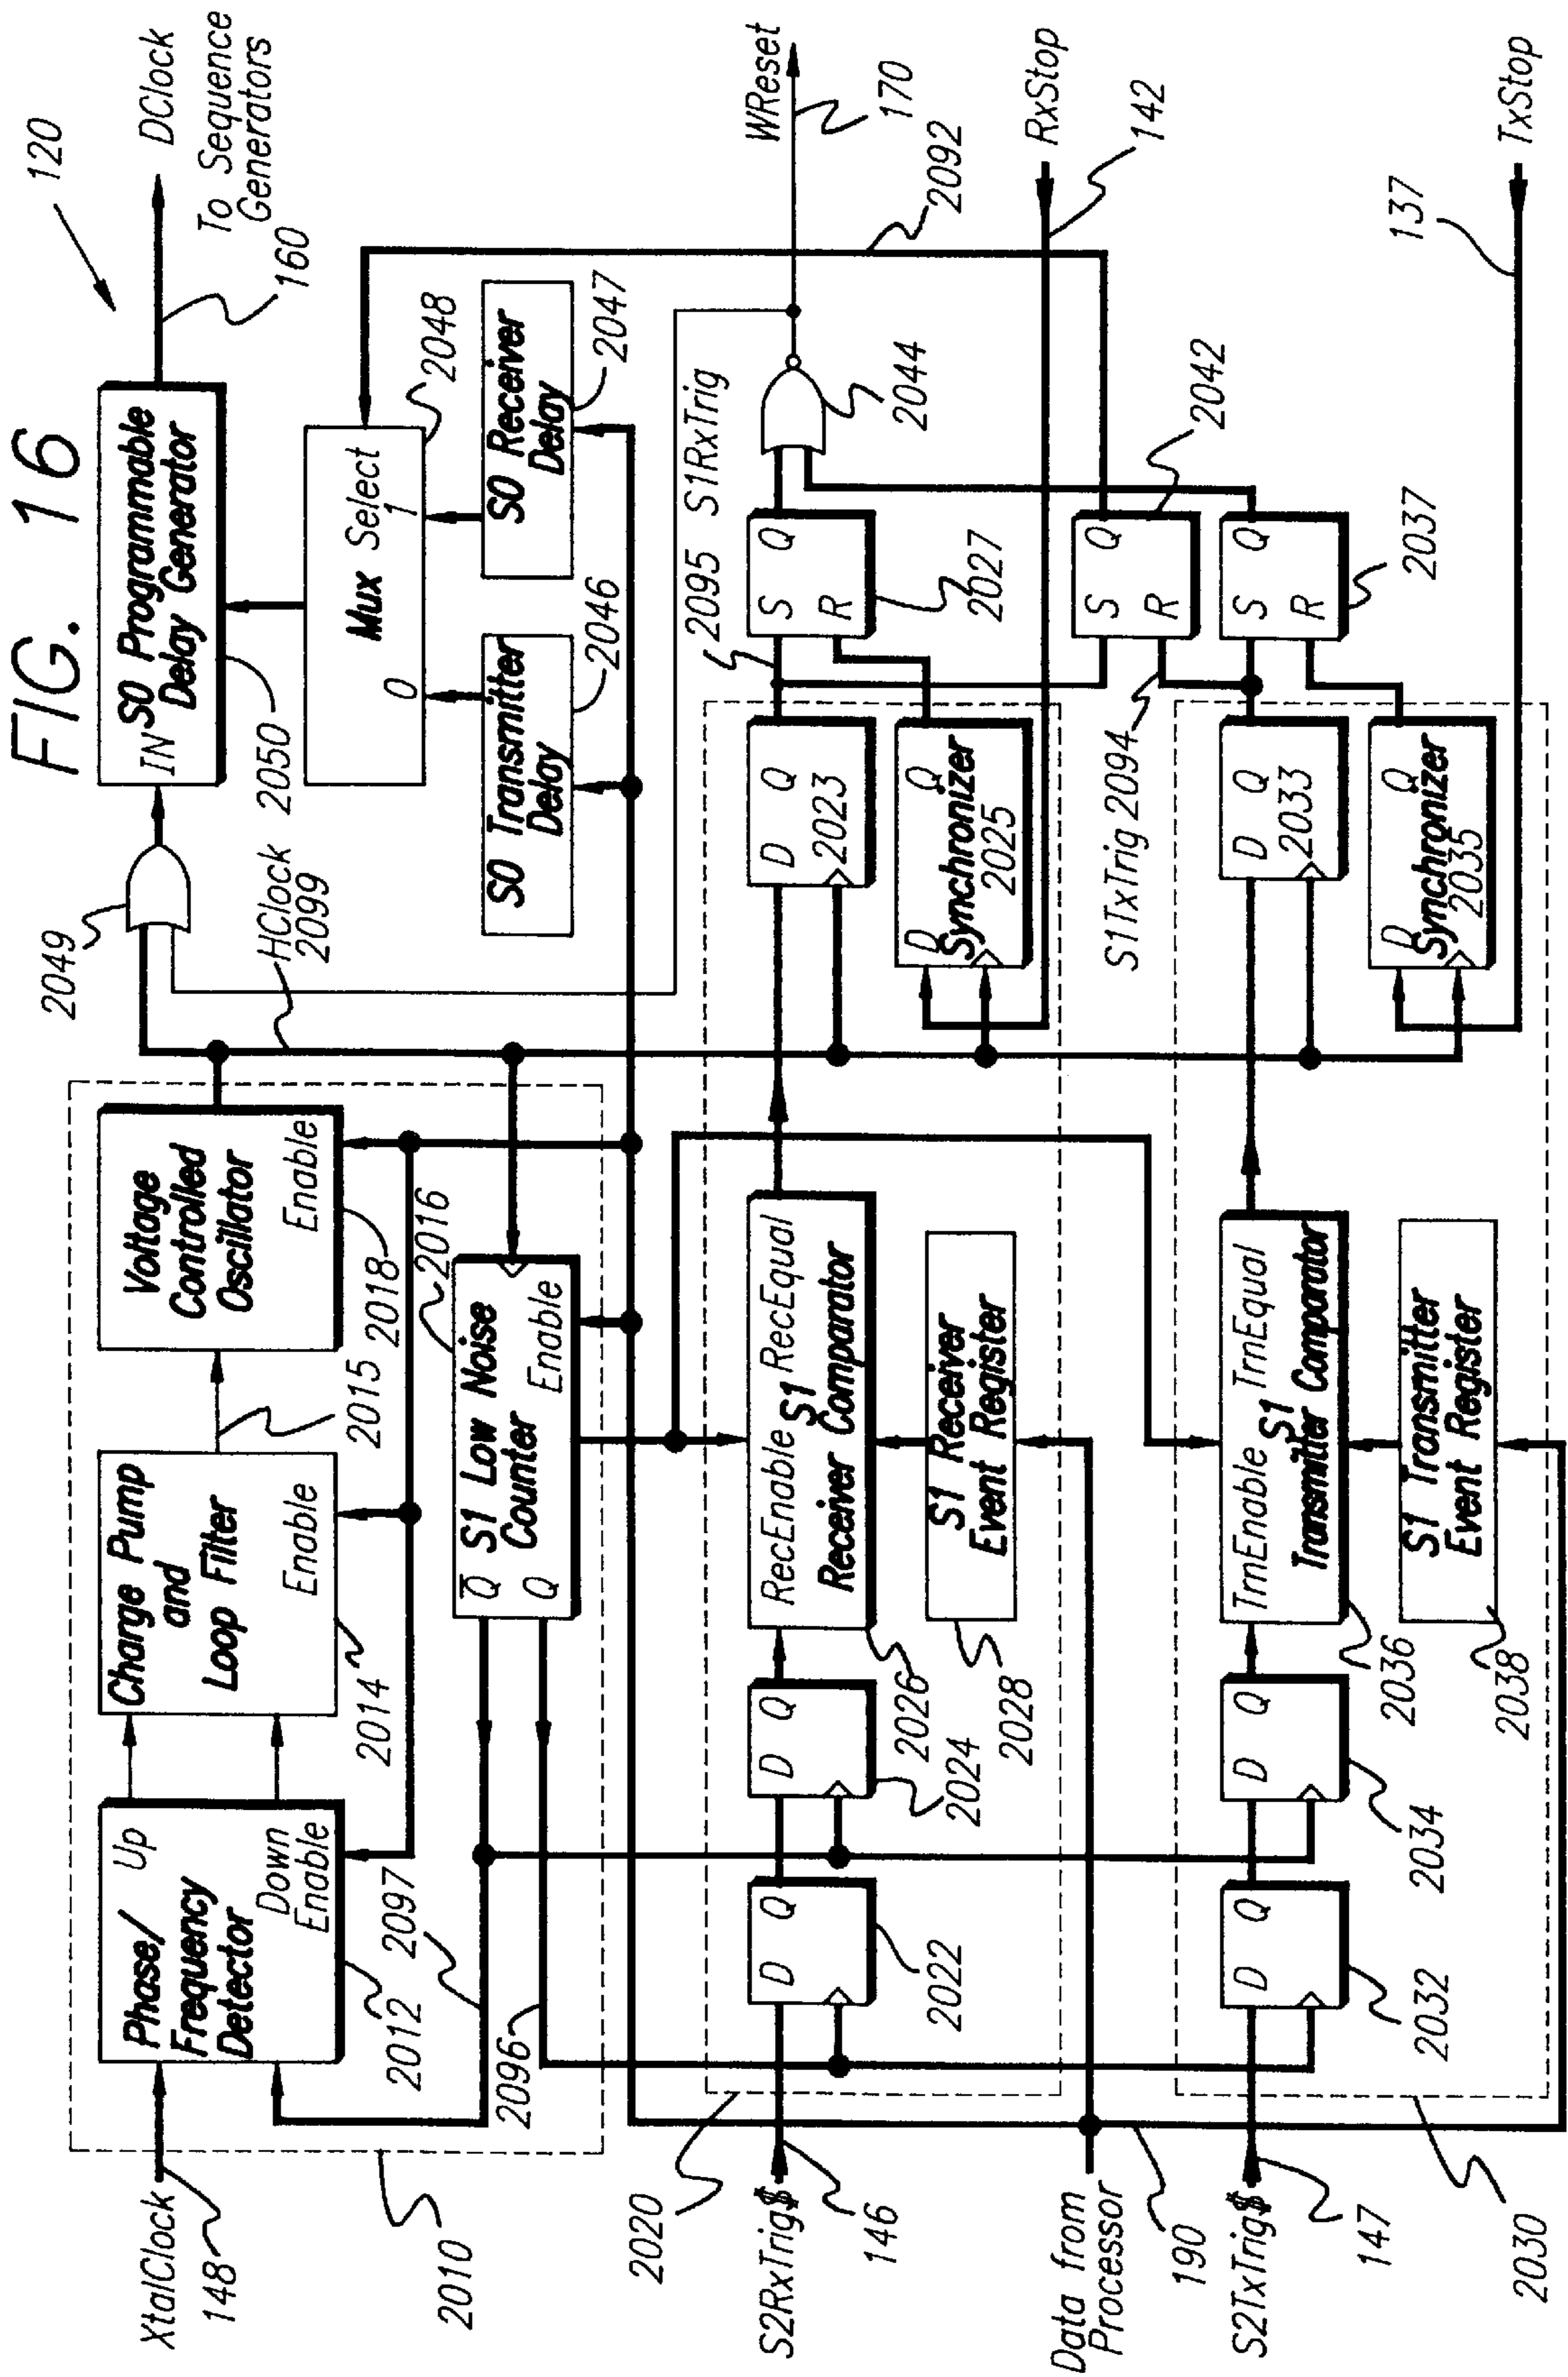 FIG. 16
120
XtalClock
148
2010
Phase/
Frequency
Detector
Up
Down
Enable
2012
Charge Pump
and
Loop Filter
Enable
2014
2015
Voltage
Controlled
Oscillator
Enable
2018
2049
HClock
2099
IN
S0 Programmable
Delay Generator
2050
160
DClock
To Sequence
Generators
2097
2096
Q
Q
S1 Low Noise
Counter
Enable
2016
0
Mux Select
1
2048
S0 Transmitter
Delay
2046
S0 Receiver
Delay
2047
2020
S2RxTrig$
146
D Q
2022
D Q
2024
RecEnable RecEqual
S1
Receiver Comparator
2026
S1 Receiver
Event Register
2028
D Q
2023
D Q
Synchronizer
2025
2095 S1RxTrig
S Q
R
2027
2044
WReset
170
2092
RxStop
142
Data from
Processor
190
S1TxTrig 2094
S Q
R
2042
S2TxTrig$
147
2030
D Q
2032
D Q
2034
TrnEnable TrnEqual
S1
Transmitter Comparator
2036
S1 Transmitter
Event Register
2038
D Q
2033
D Q
Synchronizer
2035
S Q
R
2037
137
TxStop